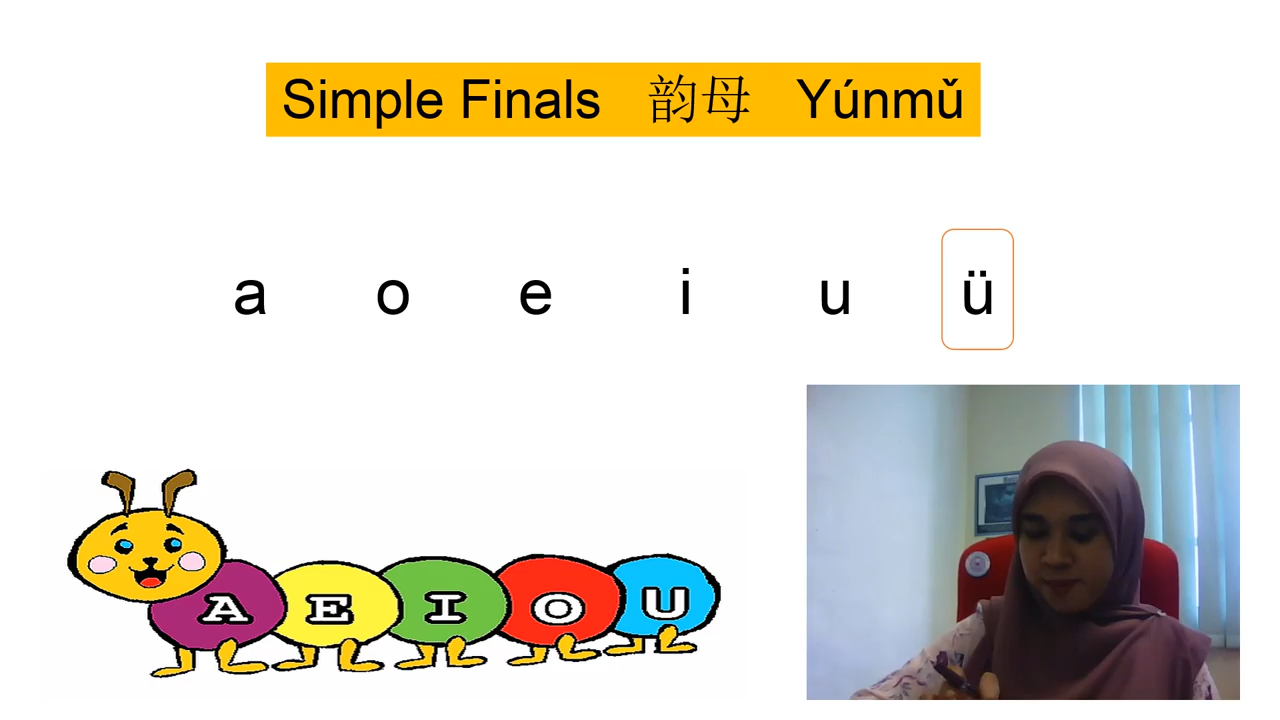 Simple Finals 韵母 Yúnmǔ
a o e i u ü
A E I O U